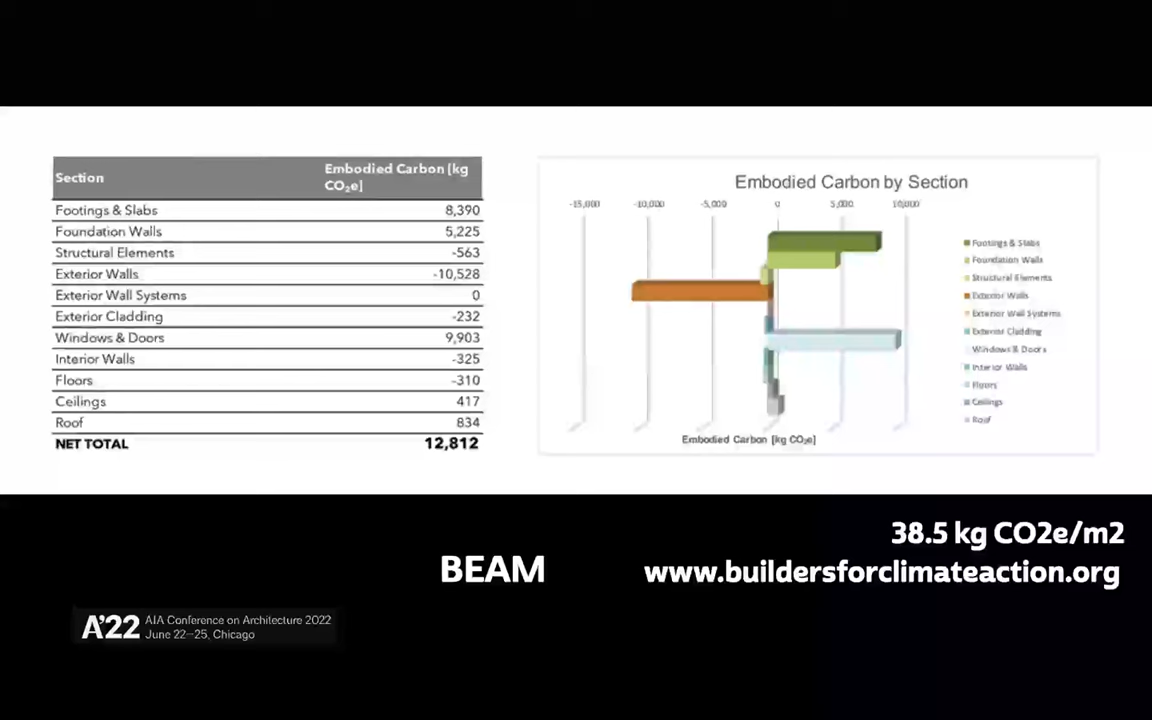 Section Embodied Carbon [kg CO₂e]
Footings & Slabs 8,390
Foundation Walls 5,225
Structural Elements -563
Exterior Walls -10,528
Exterior Wall Systems 0
Exterior Cladding -232
Windows & Doors 9,903
Interior Walls -325
Floors -310
Ceilings 417
Roof 834
NET TOTAL 12,812
Embodied Carbon by Section
-15,000 -10,000 -5,000 0 5,000 10,000
Footings & Slabs
Foundation Walls
Structural Elements
Exterior Walls
Exterior Wall Systems
Exterior Cladding
Windows & Doors
Interior Walls
Floors
Ceilings
Roof
Embodied Carbon [kg CO₂e]
38.5 kg CO2e/m2
BEAM www.buildersforclimateaction.org
A'22 AIA Conference on Architecture 2022
June 22–25, Chicago